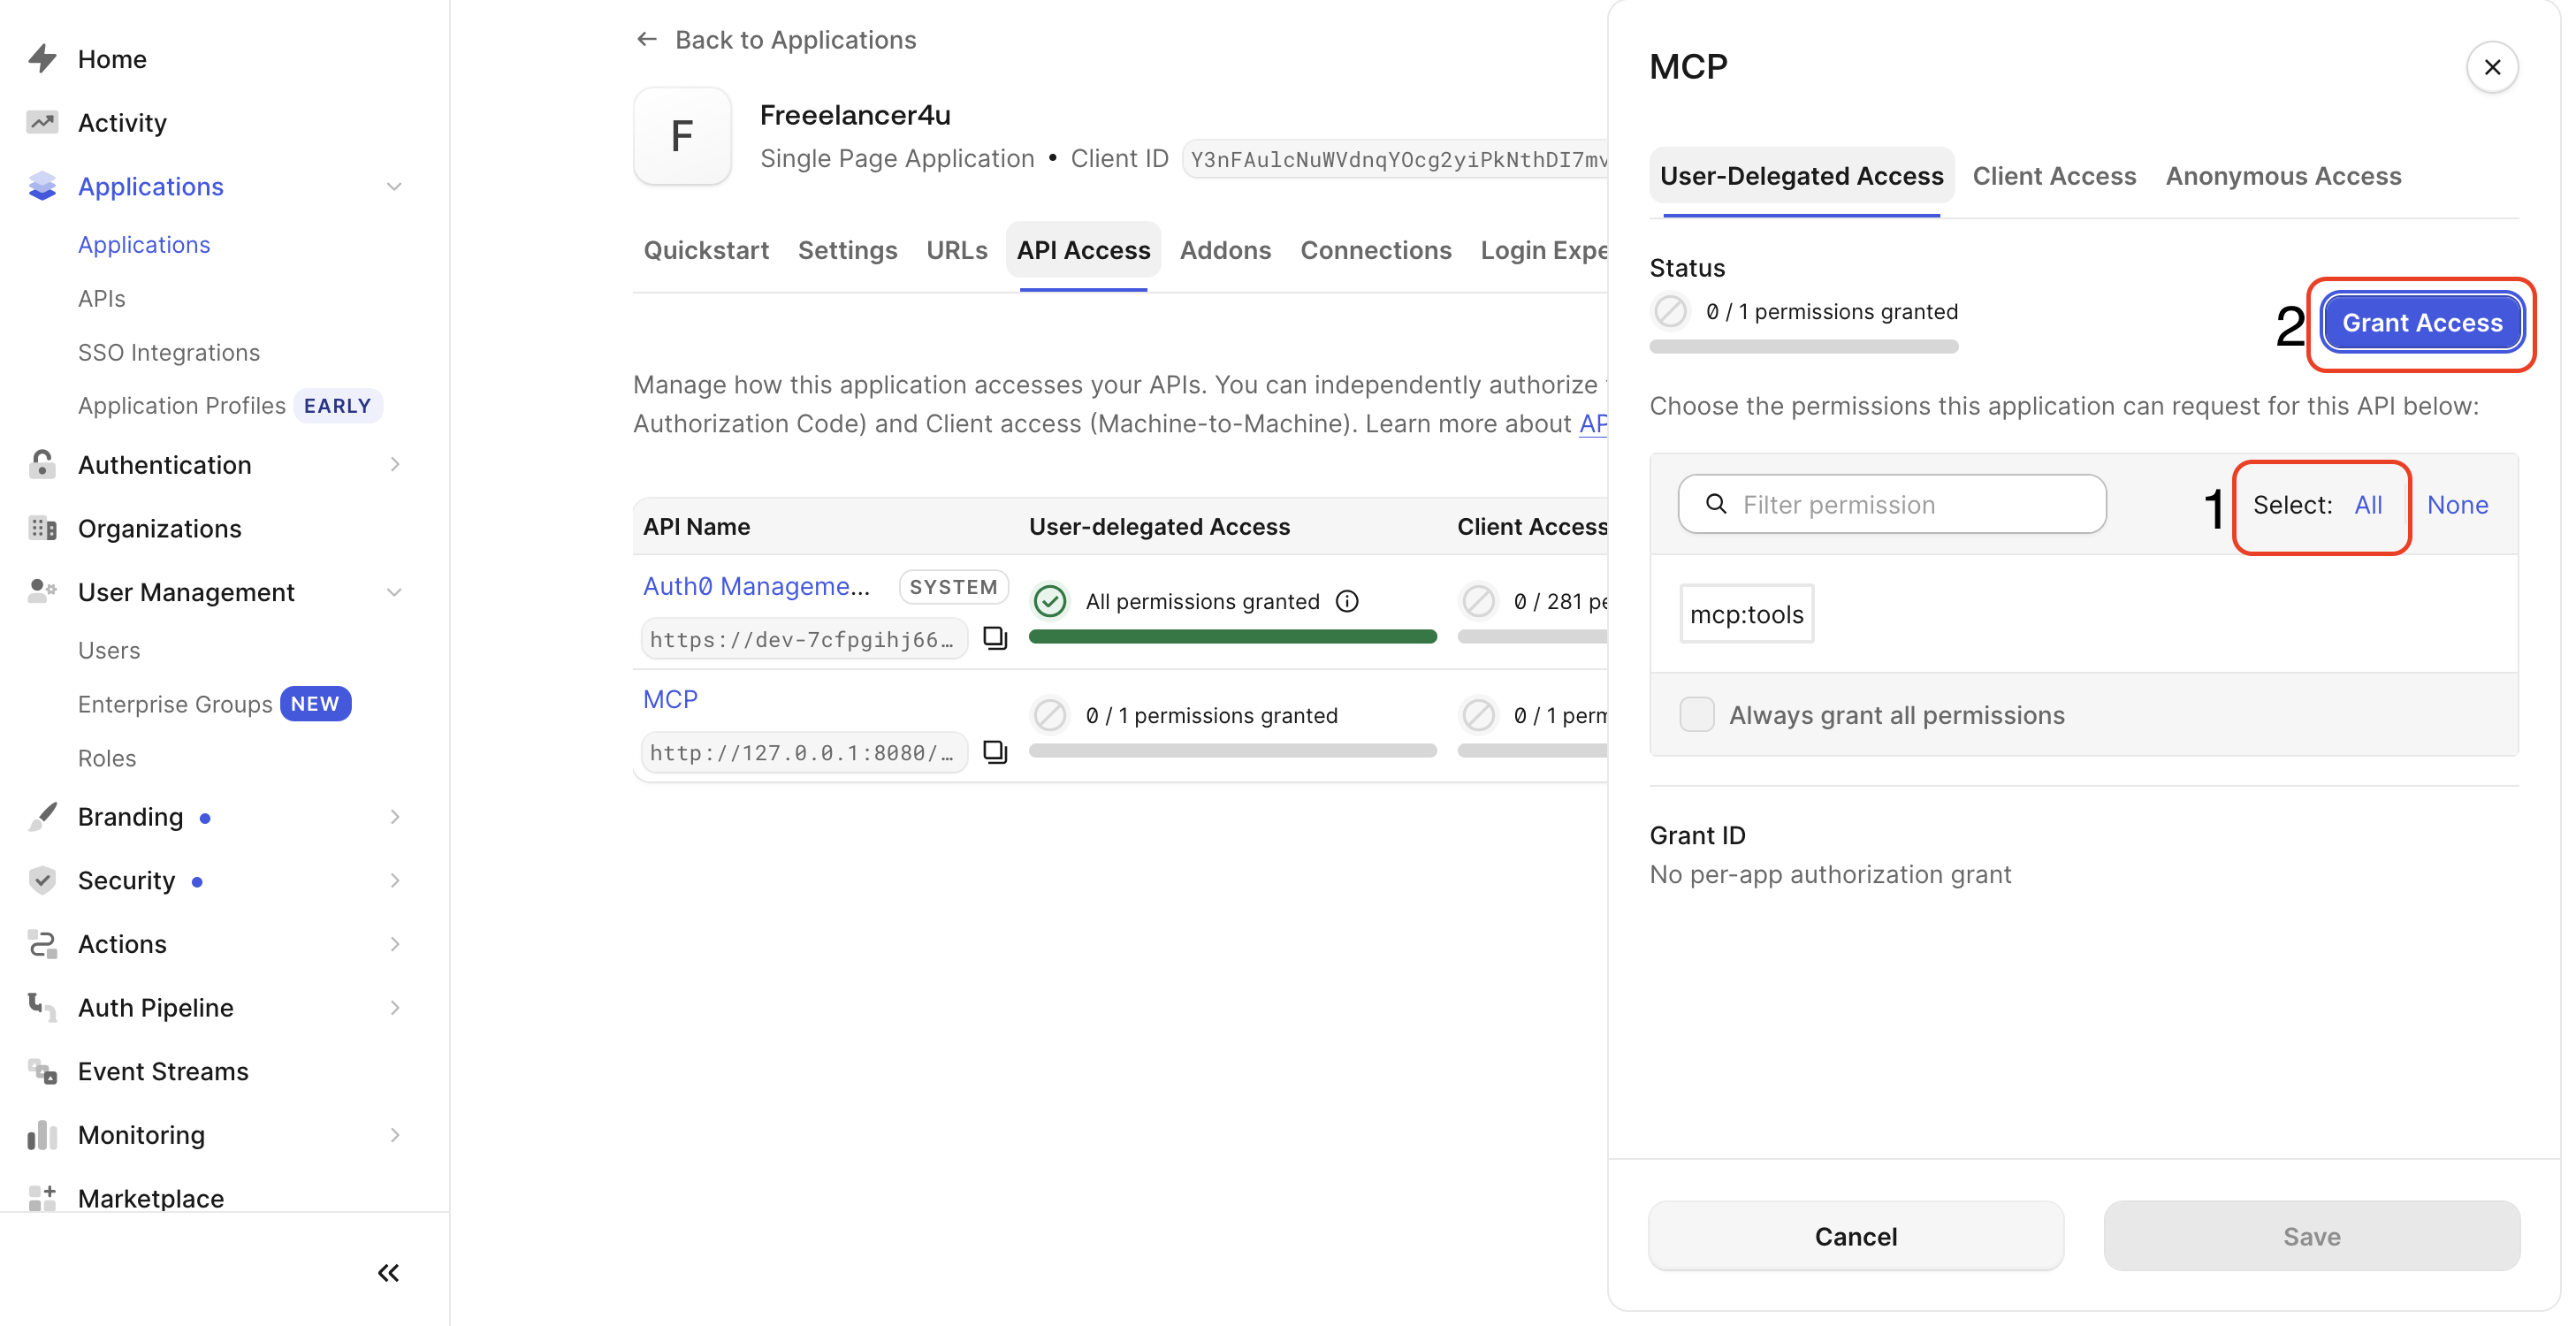 Home
Activity
Applications
Applications
APIs
SSO Integrations
Application Profiles EARLY
Authentication
Organizations
User Management
Users
Enterprise Groups NEW
Roles
Branding
Security
Actions
Auth Pipeline
Event Streams
Monitoring
Marketplace
Back to Applications
F
Freeelancer4u
Single Page Application • Client ID Y3nFAulcNuWVdnqYOcg2yiPkNthDI7mv
Quickstart Settings URLs API Access Addons Connections Login Expe
Manage how this application accesses your APIs. You can independently authorize
Authorization Code) and Client access (Machine-to-Machine). Learn more about AP
API Name User-delegated Access Client Access
Auth0 Manageme... SYSTEM All permissions granted 0 / 281 pe
https://dev-7cfpgihj66…
MCP 0 / 1 permissions granted 0 / 1 perm
http://127.0.0.1:8080/…
MCP
User-Delegated Access Client Access Anonymous Access
Status
0 / 1 permissions granted
2 Grant Access
Choose the permissions this application can request for this API below:
Filter permission 1 Select: All None
mcp:tools
Always grant all permissions
Grant ID
No per-app authorization grant
Cancel Save